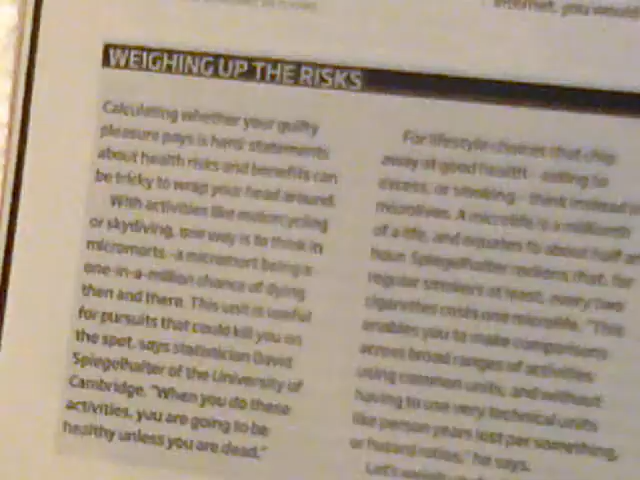 internet, you would
WEIGHING UP THE RISKS
Calculating whether your guilty
pleasure pays is hard: statements
about health risks and benefits can
be tricky to wrap your head around.
With activities like motorcycling
or skydiving, one way is to think in
micromorts - a micromort being a
one-in-a-million chance of dying
then and there. This unit is useful
for pursuits that could kill you on
the spot, says statistician David
Spiegelhalter of the University of
Cambridge. "When you do these
activities, you are going to be
healthy unless you are dead."
For lifestyle choices that chip
away at good health - eating to
excess, or smoking - think instead
microlives. A microlife is a millionth
of a life, and equates to about half an
hour. Spiegelhalter reckons that, for
regular smokers at least, every two
cigarettes costs one microlife. "This
enables you to make comparisons
across broad ranges of activities
using common units, and without
having to use very technical units
like person years lost per something,
or hazard ratios," he says.
Let's